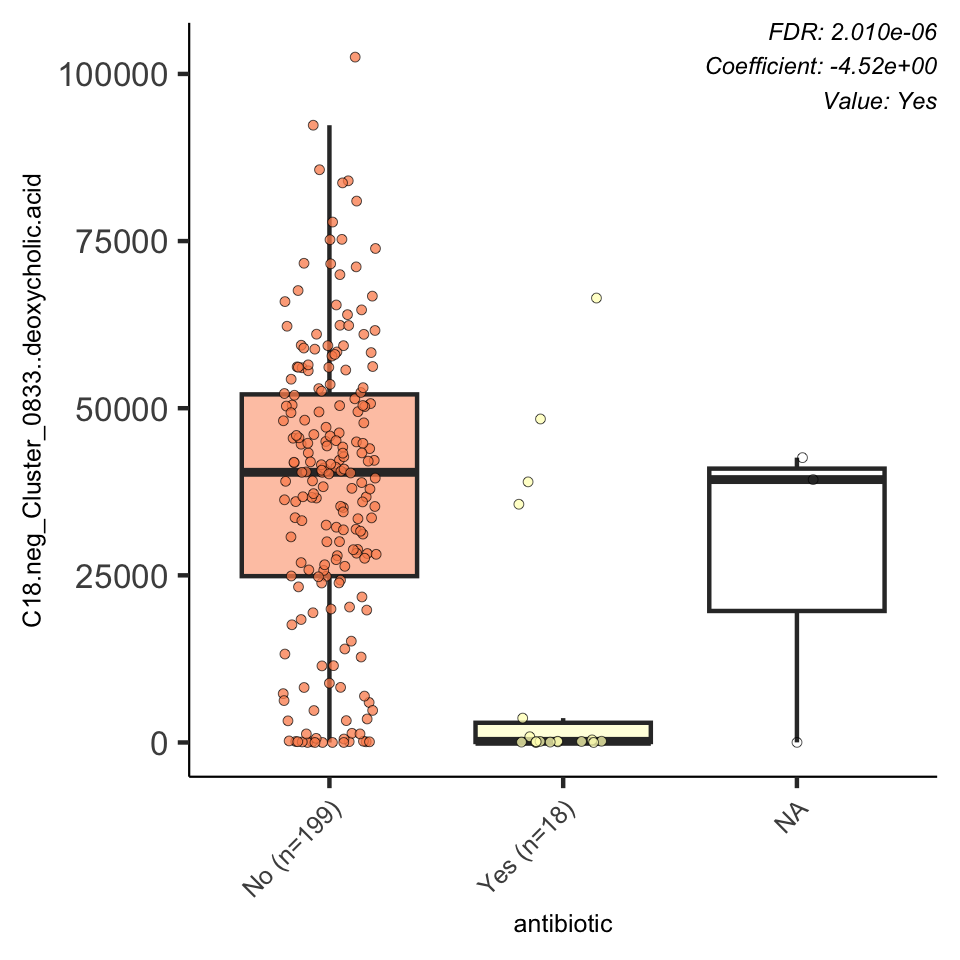 FDR: 2.010e-06
Coefficient: -4.52e+00
Value: Yes
C18.neg_Cluster_0833..deoxycholic.acid
100000
75000
50000
25000
0
No (n=199)
Yes (n=18)
NA
antibiotic